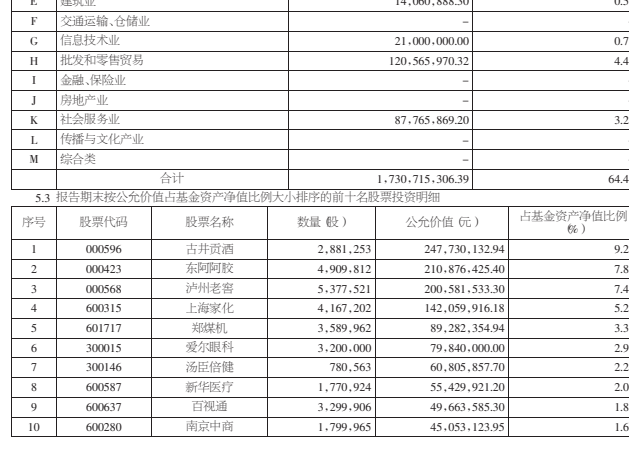 E 建筑业 14,060,888.50 0.5
F 交通运输、仓储业 –
G 信息技术业 21,000,000.00 0.7
H 批发和零售贸易 120,565,970.32 4.4
I 金融、保险业 –
J 房地产业 –
K 社会服务业 87,765,869.20 3.2
L 传播与文化产业 –
M 综合类 –
合计 1,730,715,306.39 64.4
5.3 报告期末按公允价值占基金资产净值比例大小排序的前十名股票投资明细
序号 股票代码 股票名称 数量(股) 公允价值(元) 占基金资产净值比例
(%)
1 000596 古井贡酒 2,881,253 247,730,132.94 9.2
2 000423 东阿阿胶 4,909,812 210,876,425.40 7.8
3 000568 泸州老窖 5,377,521 200,581,533.30 7.4
4 600315 上海家化 4,167,202 142,059,916.18 5.2
5 601717 郑煤机 3,589,962 89,282,354.94 3.3
6 300015 爱尔眼科 3,200,000 79,840,000.00 2.9
7 300146 汤臣倍健 780,563 60,805,857.70 2.2
8 600587 新华医疗 1,770,924 55,429,921.20 2.0
9 600637 百视通 3,299,906 49,663,585.30 1.8
10 600280 南京中商 1,799,965 45,053,123.95 1.6